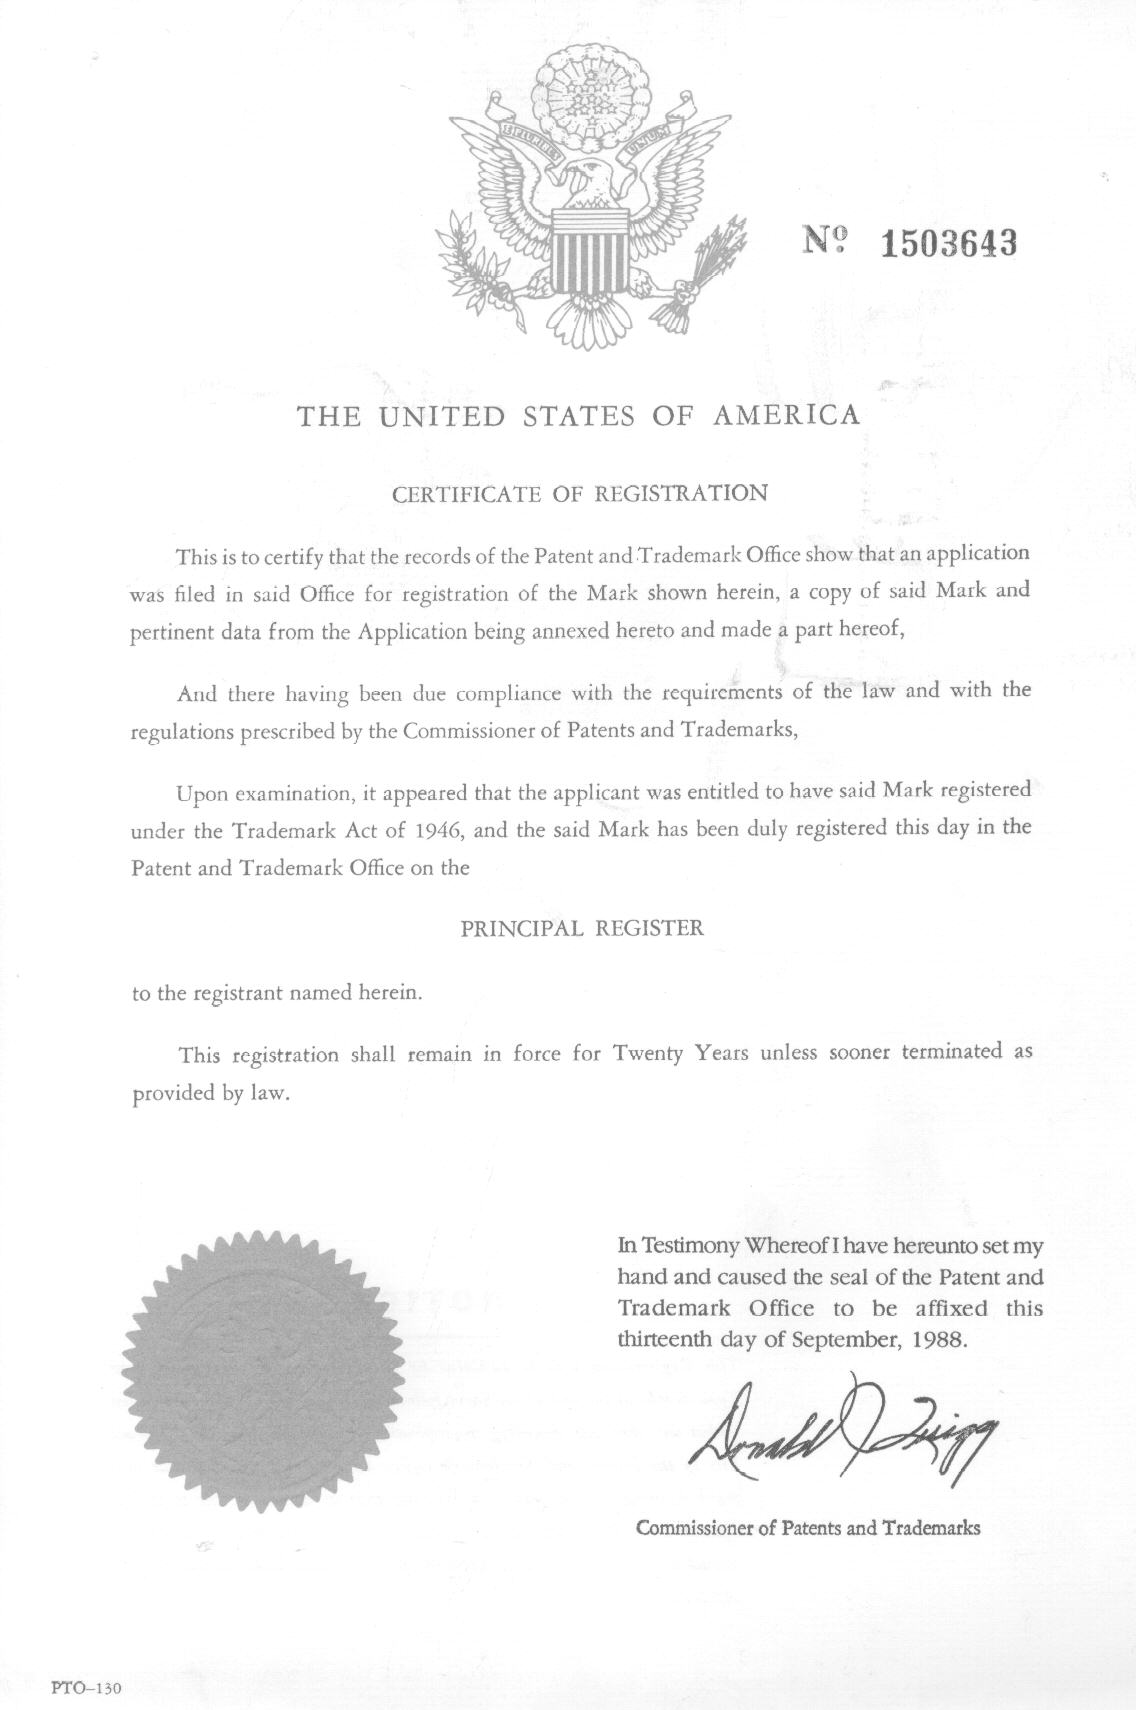 Nº 1503643
THE UNITED STATES OF AMERICA
CERTIFICATE OF REGISTRATION
This is to certify that the records of the Patent and Trademark Office show that an application
was filed in said Office for registration of the Mark shown herein, a copy of said Mark and
pertinent data from the Application being annexed hereto and made a part hereof,
And there having been due compliance with the requirements of the law and with the
regulations prescribed by the Commissioner of Patents and Trademarks,
Upon examination, it appeared that the applicant was entitled to have said Mark registered
under the Trademark Act of 1946, and the said Mark has been duly registered this day in the
Patent and Trademark Office on the
PRINCIPAL REGISTER
to the registrant named herein.
This registration shall remain in force for Twenty Years unless sooner terminated as
provided by law.
In Testimony Whereof I have hereunto set my
hand and caused the seal of the Patent and
Trademark Office to be affixed this
thirteenth day of September, 1988.
Donald J Quigg
Commissioner of Patents and Trademarks
PTO-130